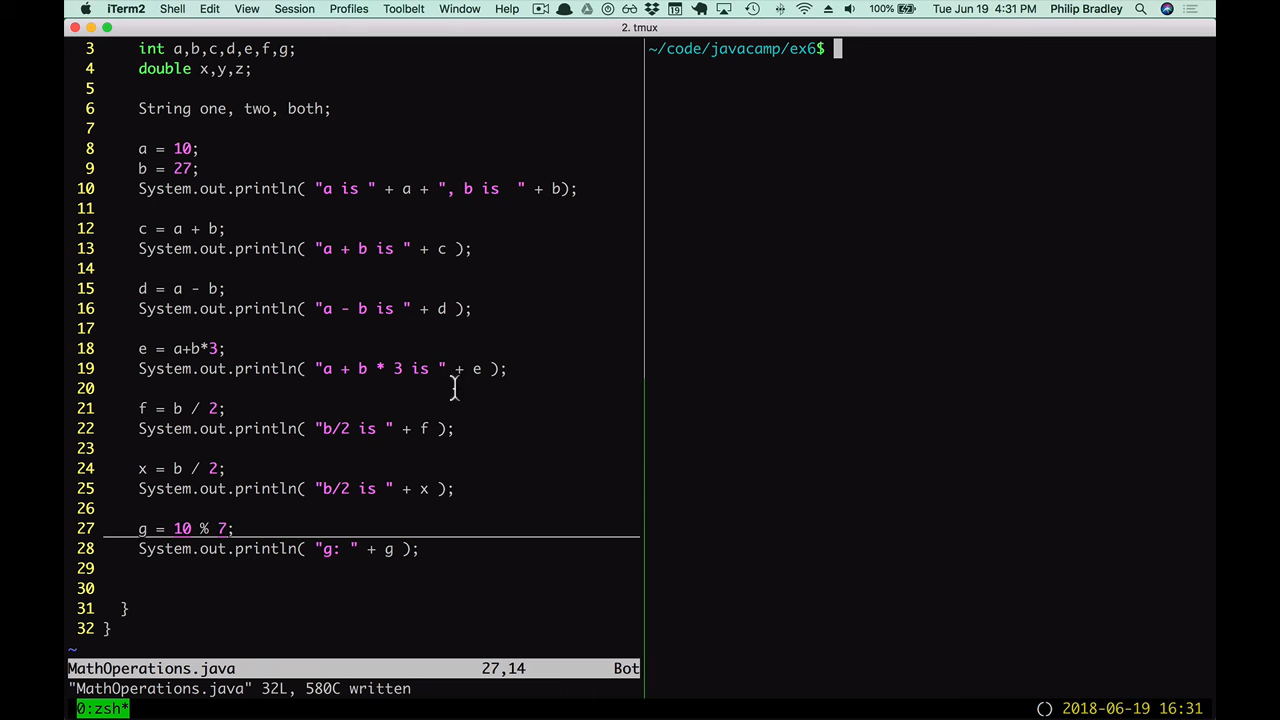 iTerm2 Shell Edit View Session Profiles Toolbelt Window Help 19 100% Tue Jun 19 4:31 PM Philip Bradley
2. tmux
3 int a,b,c,d,e,f,g;
4 double x,y,z;
5
6 String one, two, both;
7
8 a = 10;
9 b = 27;
10 System.out.println( "a is " + a + ", b is  " + b);
11
12 c = a + b;
13 System.out.println( "a + b is " + c );
14
15 d = a - b;
16 System.out.println( "a - b is " + d );
17
18 e = a+b*3;
19 System.out.println( "a + b * 3 is " + e );
20
21 f = b / 2;
22 System.out.println( "b/2 is " + f );
23
24 x = b / 2;
25 System.out.println( "b/2 is " + x );
26
27 g = 10 % 7;
28 System.out.println( "g: " + g );
29
30
31 }
32 }
~
MathOperations.java 27,14 Bot
"MathOperations.java" 32L, 580C written
~/code/javacamp/ex6$
0:zsh* 2018-06-19 16:31